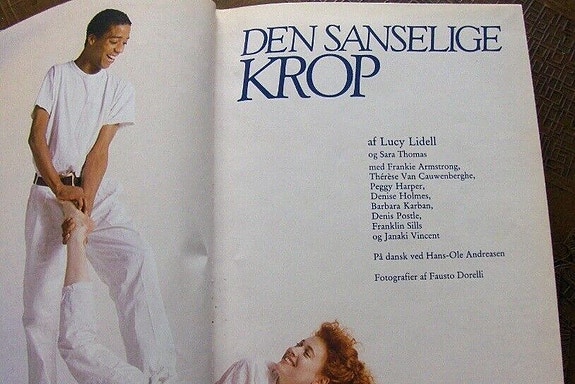 DEN SANSELIGE
KROP
af Lucy Lidell
og Sara Thomas
med Frankie Armstrong,
Thérèse Van Cauwenberghe,
Peggy Harper,
Denise Holmes,
Barbara Karban,
Denis Postle,
Franklin Sills
og Janaki Vincent
På dansk ved Hans-Ole Andreasen
Fotografier af Fausto Dorelli